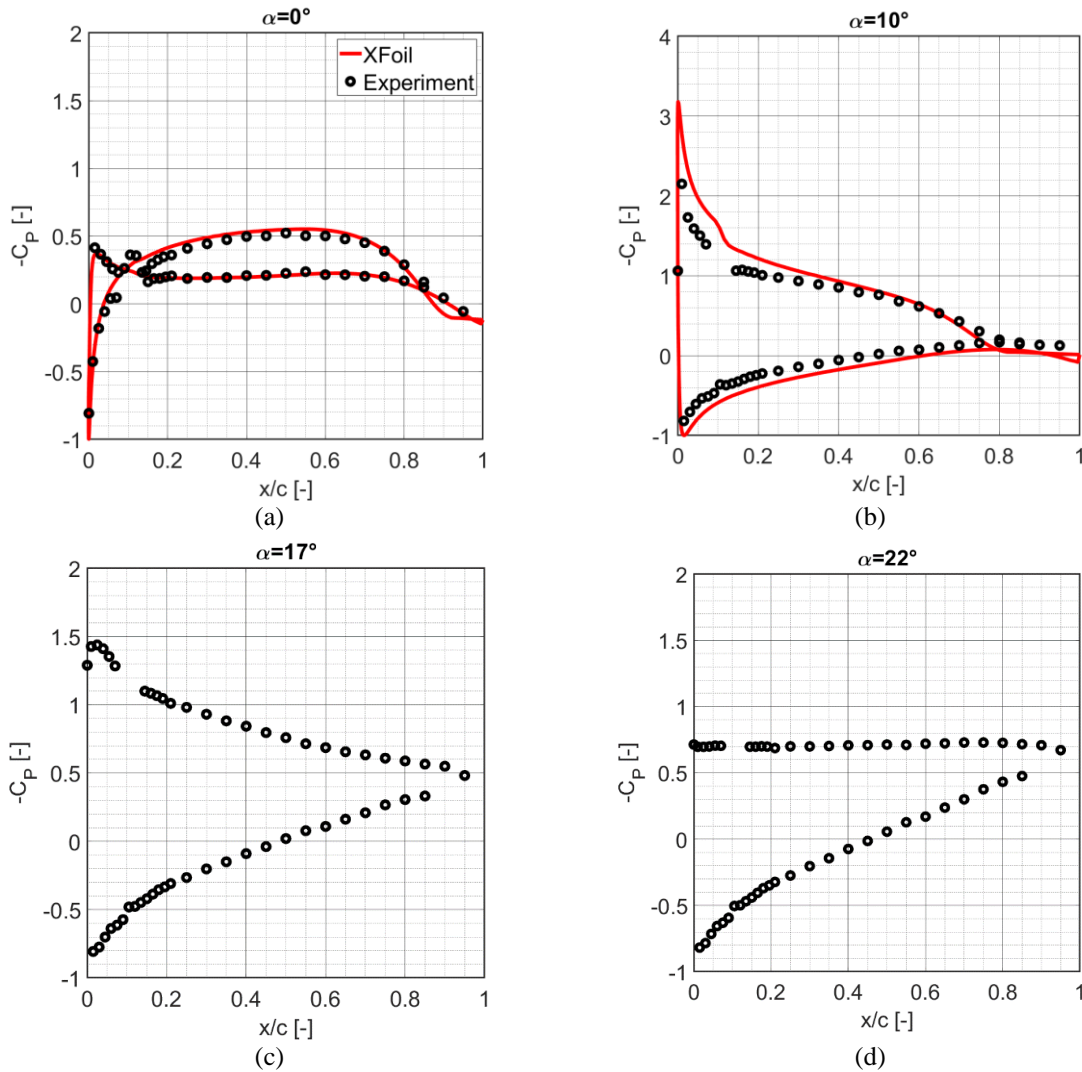 α=0°
2
1.5
1
0.5
0
-0.5
-1
-C_P [-]
XFoil
Experiment
0 0.2 0.4 0.6 0.8 1
x/c [-]
(a)
α=10°
4
3
2
1
0
-1
-C_P [-]
0 0.2 0.4 0.6 0.8 1
x/c [-]
(b)
α=17°
2
1.5
1
0.5
0
-0.5
-1
-C_P [-]
0 0.2 0.4 0.6 0.8 1
x/c [-]
(c)
α=22°
2
1.5
1
0.5
0
-0.5
-1
-C_P [-]
0 0.2 0.4 0.6 0.8 1
x/c [-]
(d)